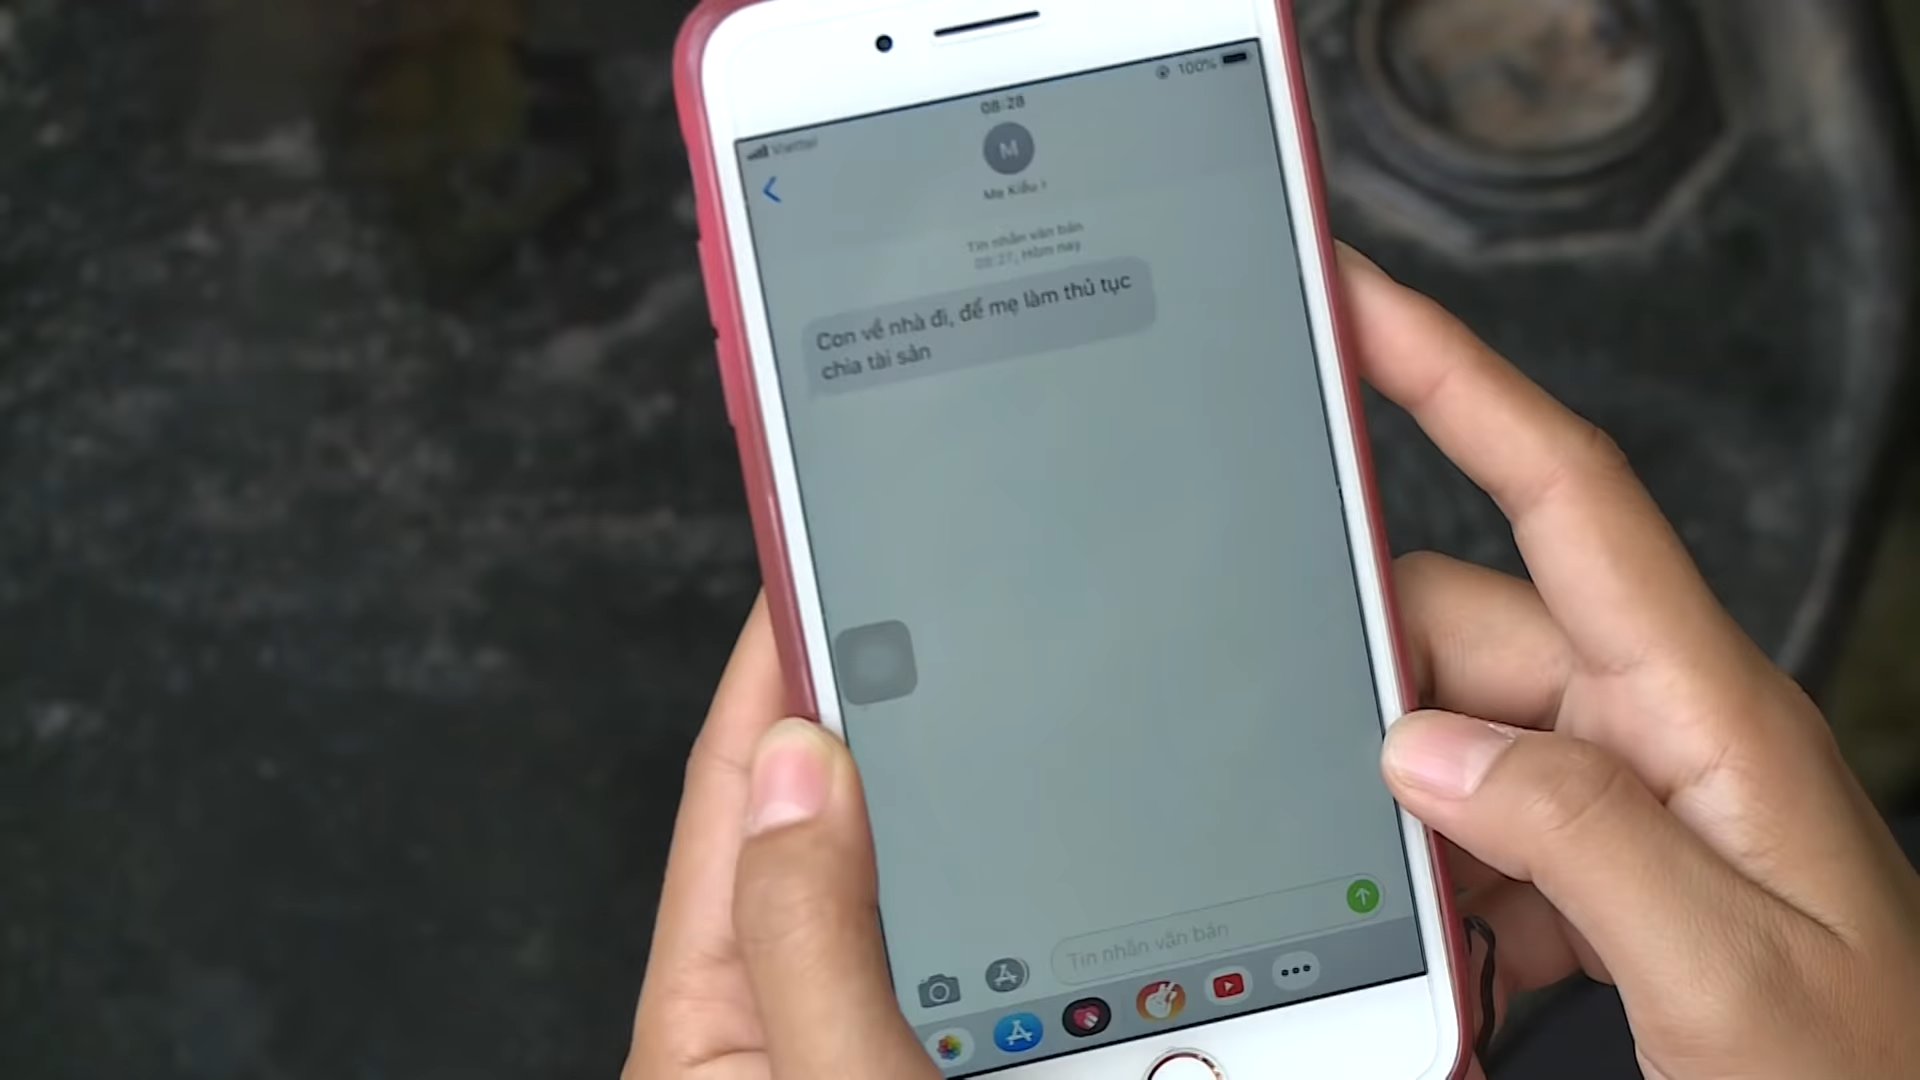 100%
08:28
Viettel
M
Mẹ Kiều
Tin nhắn văn bản
08:27, Hôm nay
Con về nhà đi, để mẹ làm thủ tục
chia tài sản
Tin nhắn văn bản